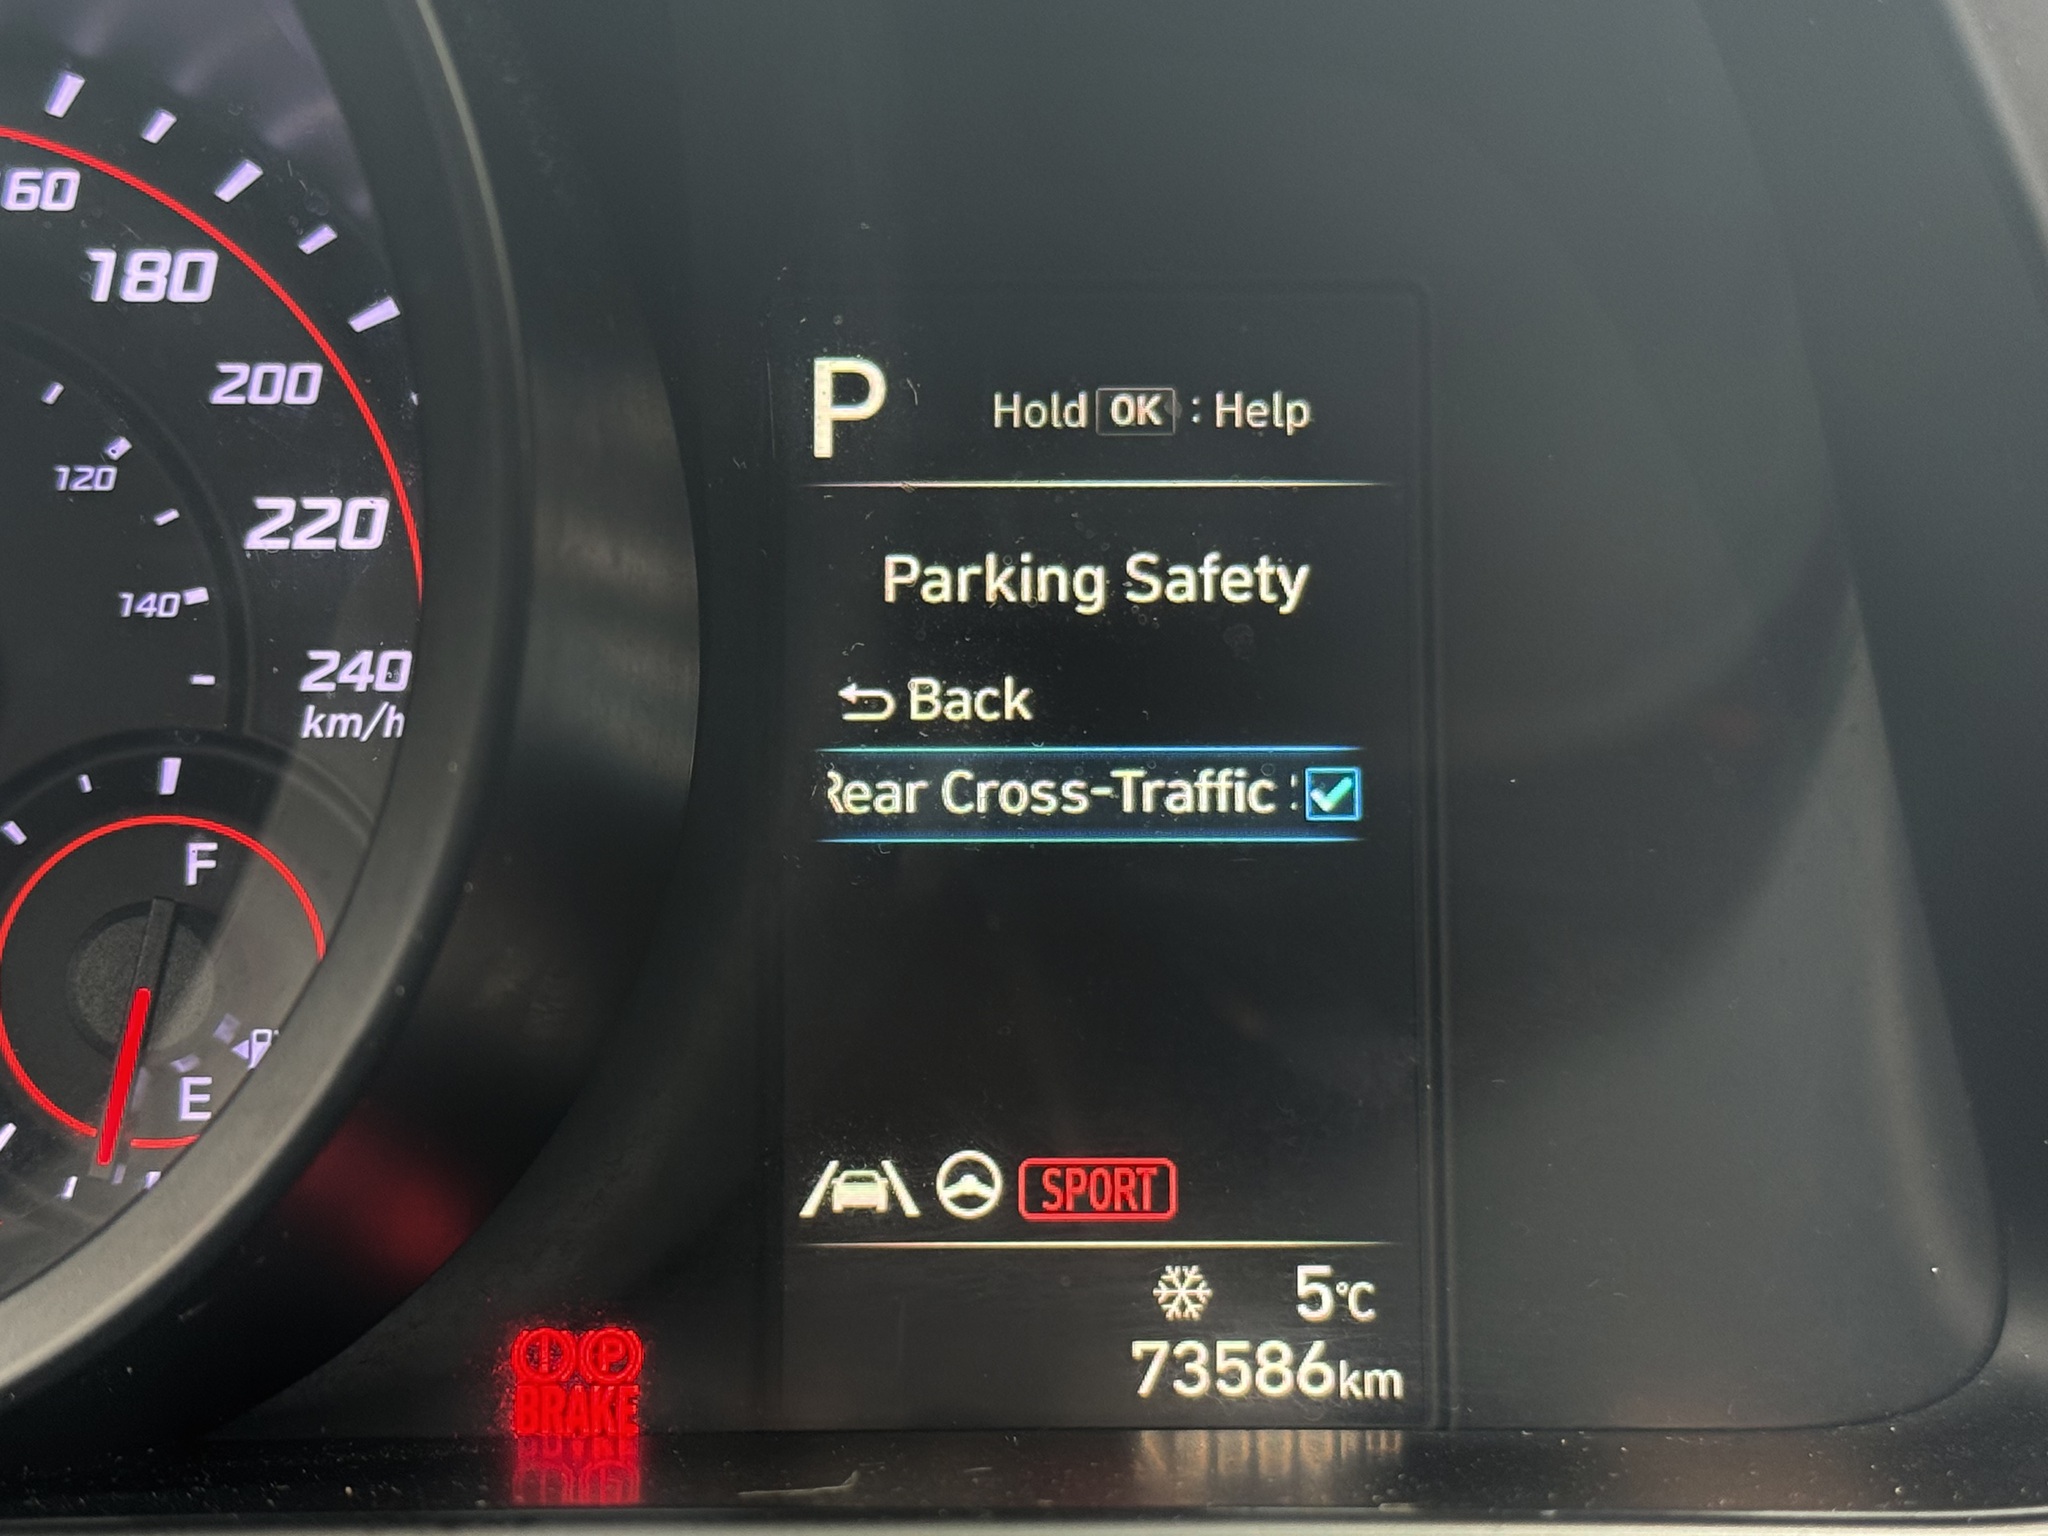 60
180
200
120
220
140
240
km/h
F
E
P
Hold OK : Help
Parking Safety
Back
Rear Cross-Traffic
SPORT
5°C
73586km
P
BRAKE